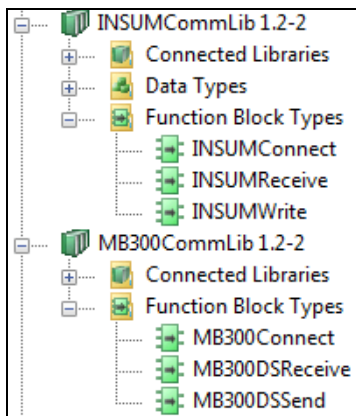 INSUMCommLib 1.2-2
Connected Libraries
Data Types
Function Block Types
INSUMConnect
INSUMReceive
INSUMWrite
MB300CommLib 1.2-2
Connected Libraries
Function Block Types
MB300Connect
MB300DSReceive
MB300DSSend